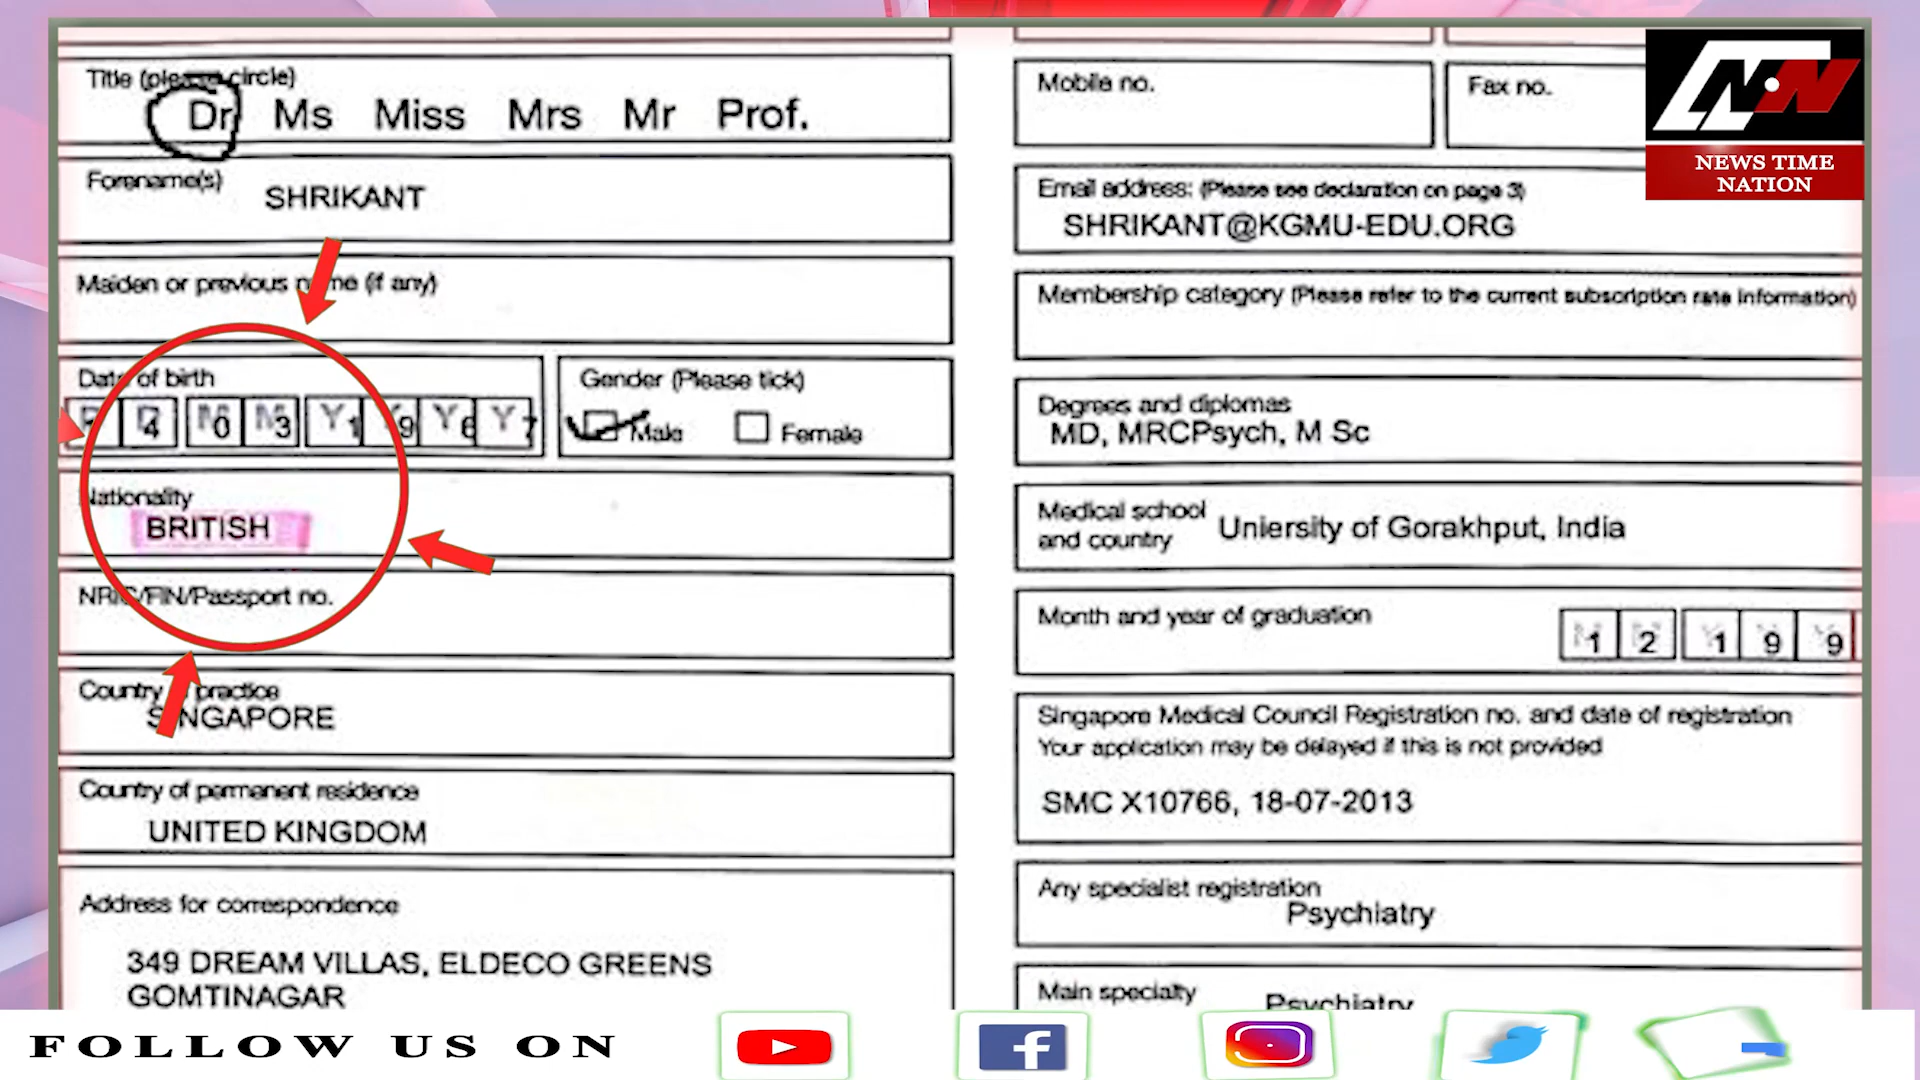 Title (please circle)
Dr Ms Miss Mrs Mr Prof.
Forename(s)
SHRIKANT
Maiden or previous name (if any)
Date of birth
4 0 3 1 9 6 7
Gender (Please tick)
Male Female
Nationality
BRITISH
NRIC/FIN/Passport no.
Country of practice
SINGAPORE
Country of permanent residence
UNITED KINGDOM
Address for correspondence
349 DREAM VILLAS, ELDECO GREENS
GOMTINAGAR
Mobile no.
Fax no.
Email address: (Please see declaration on page 3)
SHRIKANT@KGMU-EDU.ORG
Membership category (Please refer to the current subscription rate information)
Degrees and diplomas
MD, MRCPsych, M Sc
Medical school
and country
Uniersity of Gorakhput, India
Month and year of graduation
1 2 1 9 9
Singapore Medical Council Registration no. and date of registration
Your application may be delayed if this is not provided
SMC X10766, 18-07-2013
Any specialist registration
Psychiatry
Main specialty
Psychiatry
NN
NEWS TIME
NATION
FOLLOW US ON